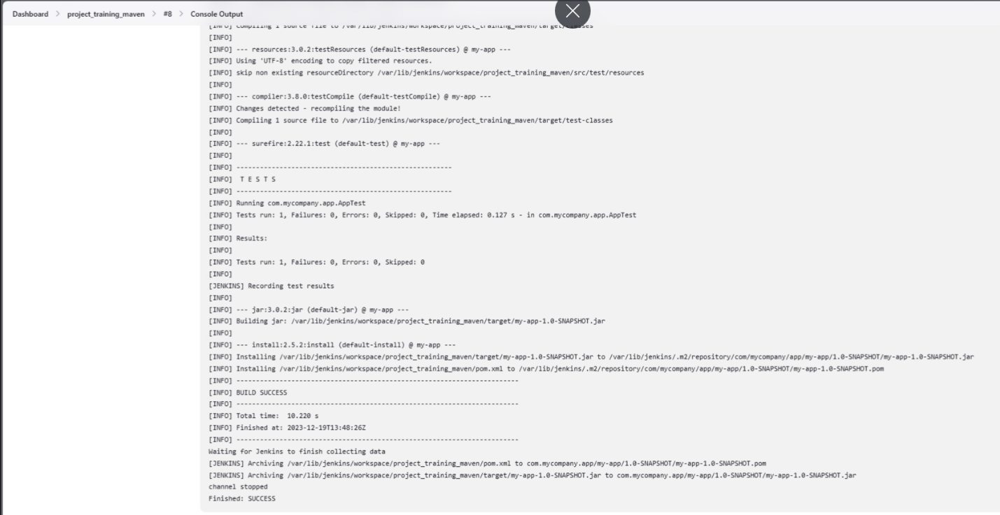 Dashboard > project_training_maven > #8 > Console Output
[INFO] Compiling 1 source file to /var/lib/jenkins/workspace/project_training_maven/target/classes
[INFO]
[INFO] --- resources:3.0.2:testResources (default-testResources) @ my-app ---
[INFO] Using 'UTF-8' encoding to copy filtered resources.
[INFO] skip non existing resourceDirectory /var/lib/jenkins/workspace/project_training_maven/src/test/resources
[INFO]
[INFO] --- compiler:3.8.0:testCompile (default-testCompile) @ my-app ---
[INFO] Changes detected - recompiling the module!
[INFO] Compiling 1 source file to /var/lib/jenkins/workspace/project_training_maven/target/test-classes
[INFO]
[INFO] --- surefire:2.22.1:test (default-test) @ my-app ---
[INFO]
[INFO] -------------------------------------------------------
[INFO]  T E S T S
[INFO] -------------------------------------------------------
[INFO] Running com.mycompany.app.AppTest
[INFO] Tests run: 1, Failures: 0, Errors: 0, Skipped: 0, Time elapsed: 0.127 s - in com.mycompany.app.AppTest
[INFO]
[INFO] Results:
[INFO]
[INFO] Tests run: 1, Failures: 0, Errors: 0, Skipped: 0
[INFO]
[JENKINS] Recording test results
[INFO]
[INFO] --- jar:3.0.2:jar (default-jar) @ my-app ---
[INFO] Building jar: /var/lib/jenkins/workspace/project_training_maven/target/my-app-1.0-SNAPSHOT.jar
[INFO]
[INFO] --- install:2.5.2:install (default-install) @ my-app ---
[INFO] Installing /var/lib/jenkins/workspace/project_training_maven/target/my-app-1.0-SNAPSHOT.jar to /var/lib/jenkins/.m2/repository/com/mycompany/app/my-app/1.0-SNAPSHOT/my-app-1.0-SNAPSHOT.jar
[INFO] Installing /var/lib/jenkins/workspace/project_training_maven/pom.xml to /var/lib/jenkins/.m2/repository/com/mycompany/app/my-app/1.0-SNAPSHOT/my-app-1.0-SNAPSHOT.pom
[INFO] ------------------------------------------------------------------------
[INFO] BUILD SUCCESS
[INFO] ------------------------------------------------------------------------
[INFO] Total time:  10.220 s
[INFO] Finished at: 2023-12-19T13:48:26Z
[INFO] ------------------------------------------------------------------------
Waiting for Jenkins to finish collecting data
[JENKINS] Archiving /var/lib/jenkins/workspace/project_training_maven/pom.xml to com.mycompany.app/my-app/1.0-SNAPSHOT/my-app-1.0-SNAPSHOT.pom
[JENKINS] Archiving /var/lib/jenkins/workspace/project_training_maven/target/my-app-1.0-SNAPSHOT.jar to com.mycompany.app/my-app/1.0-SNAPSHOT/my-app-1.0-SNAPSHOT.jar
channel stopped
Finished: SUCCESS